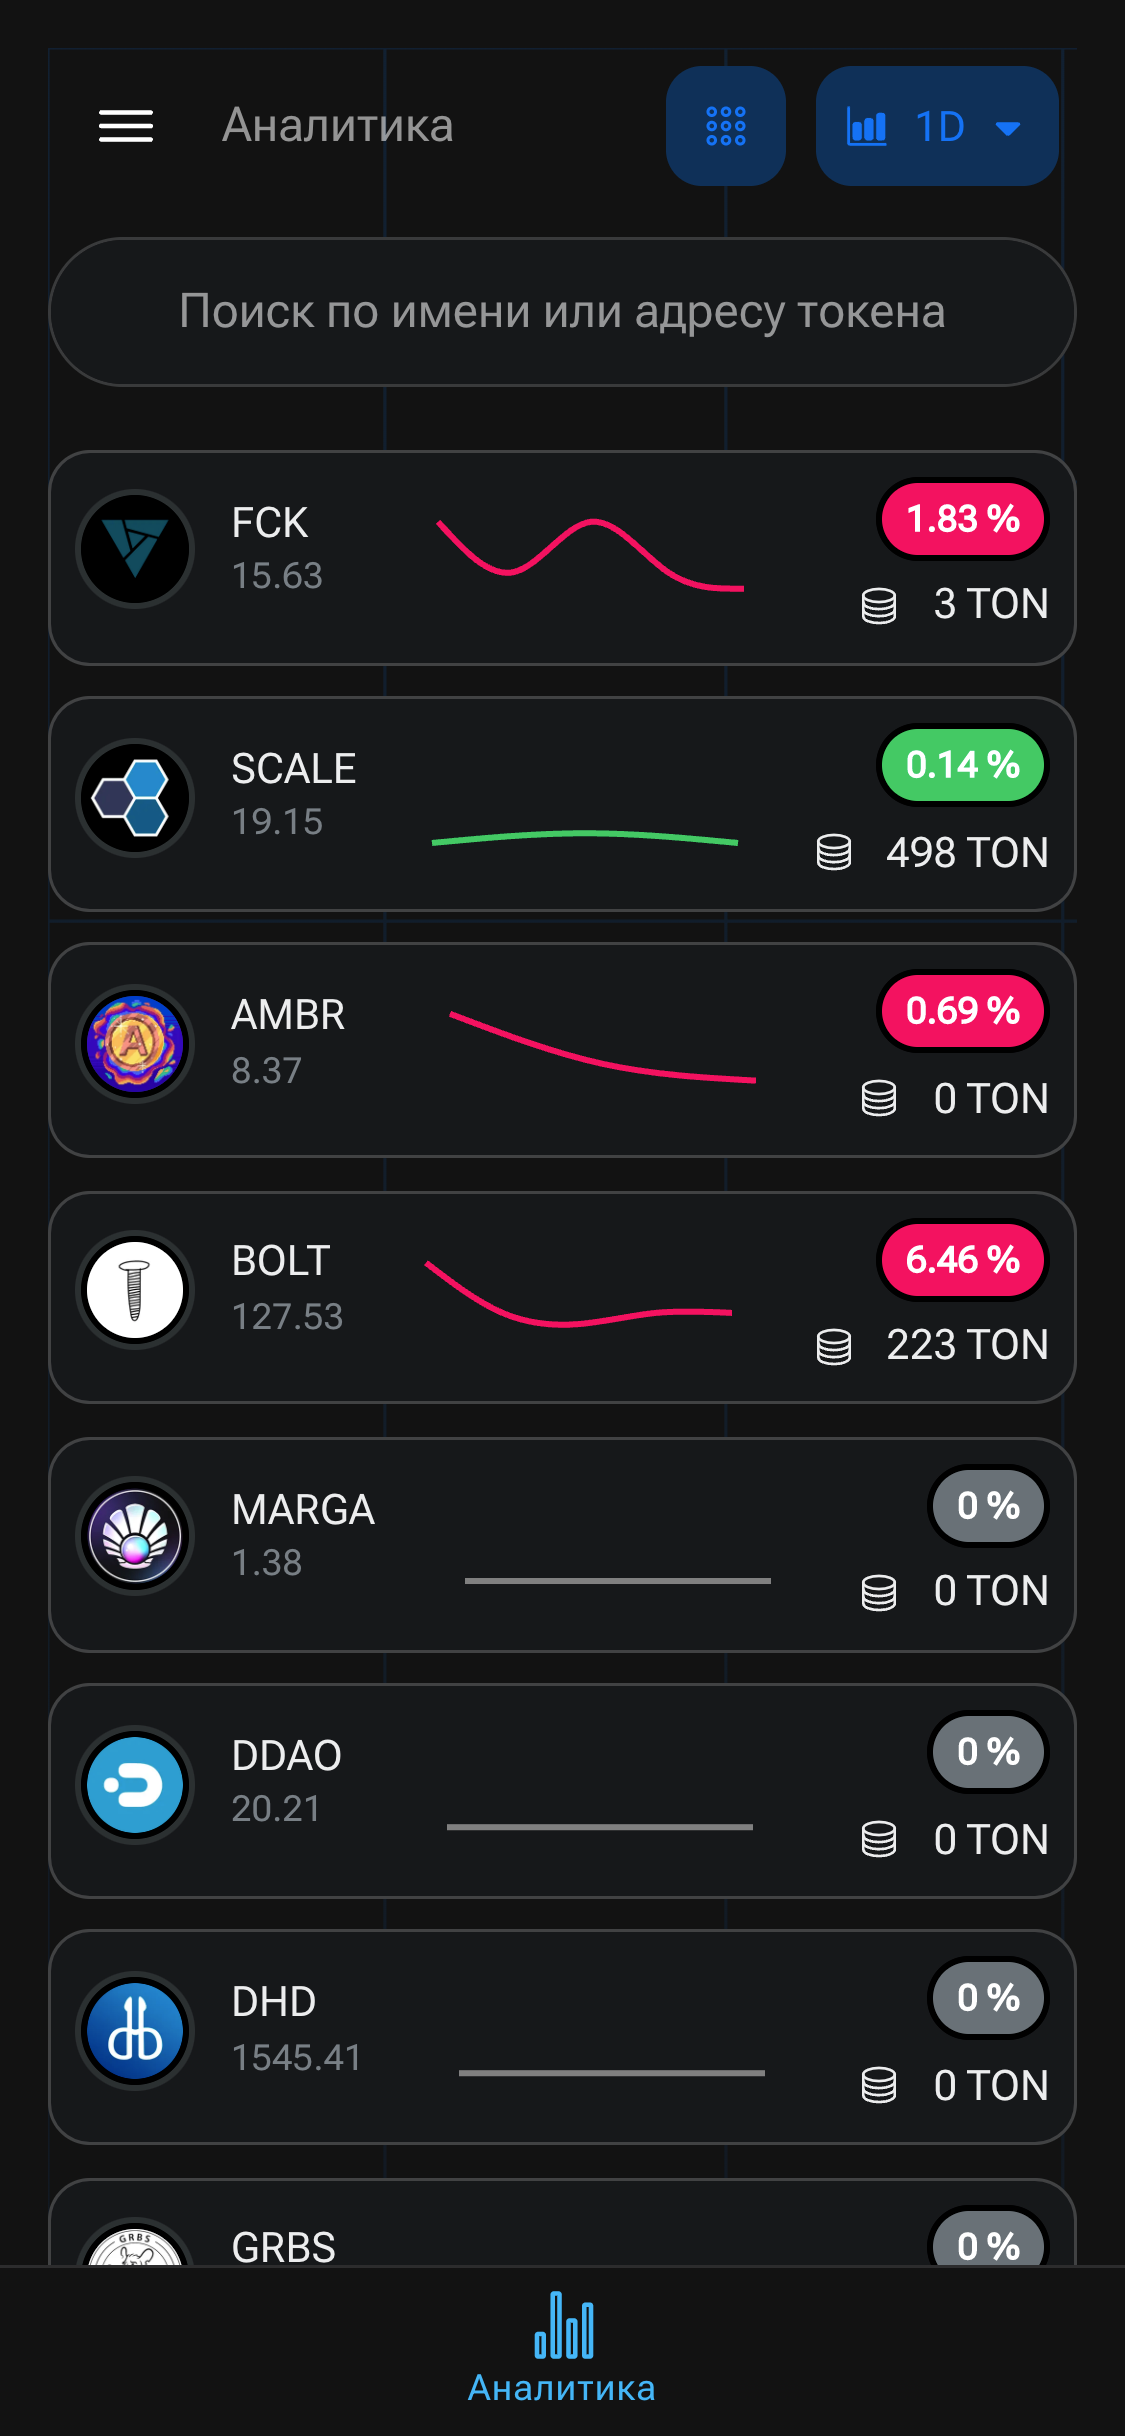 Аналитика
1D
Поиск по имени или адресу токена
FCK
1.83 %
15.63
3 TON
SCALE
0.14 %
19.15
498 TON
AMBR
0.69 %
8.37
0 TON
BOLT
6.46 %
127.53
223 TON
MARGA
0 %
1.38
0 TON
DDAO
0 %
20.21
0 TON
DHD
0 %
1545.41
0 TON
GRBS
GRBS
0 %
Аналитика